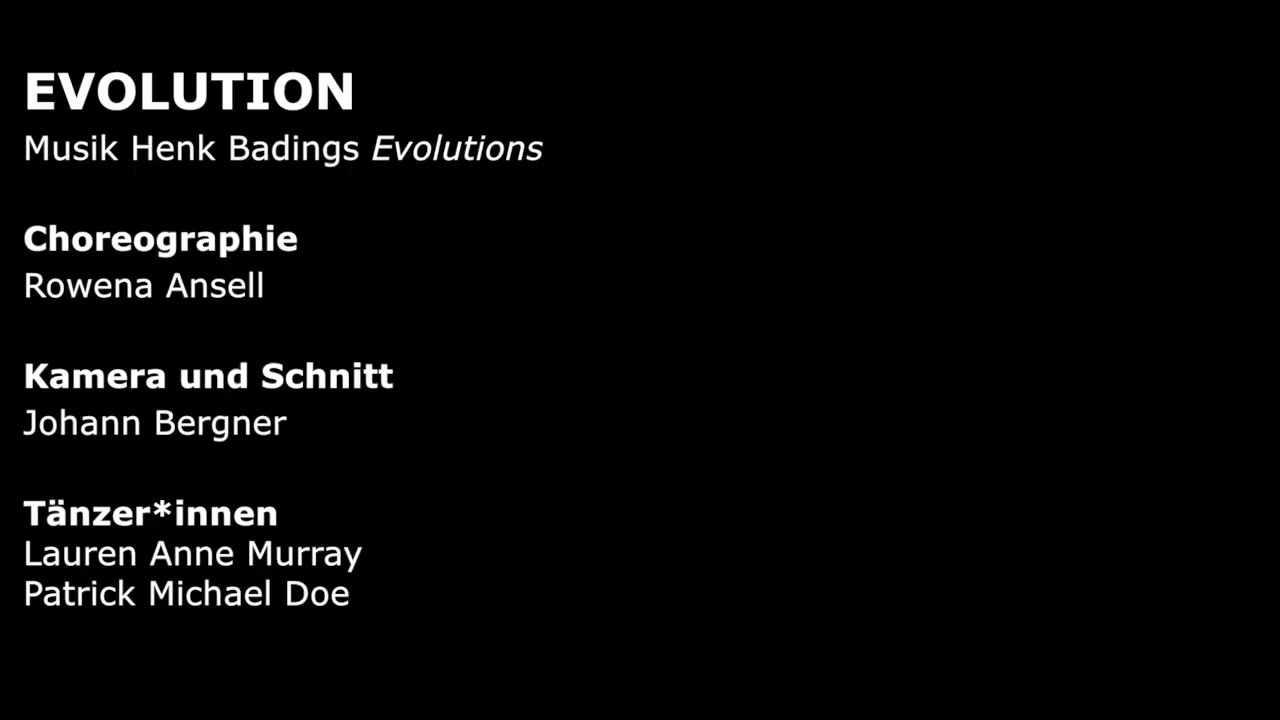 EVOLUTION
Musik Henk Badings Evolutions
Choreographie
Rowena Ansell
Kamera und Schnitt
Johann Bergner
Tänzer*innen
Lauren Anne Murray
Patrick Michael Doe